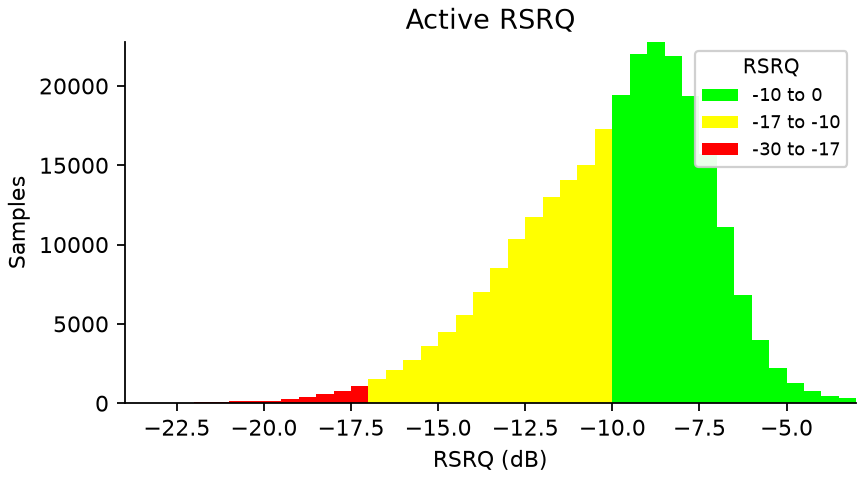 Active RSRQ
Samples
20000
15000
10000
5000
0
RSRQ
-10 to 0
-17 to -10
-30 to -17
−22.5 −20.0 −17.5 −15.0 −12.5 −10.0 −7.5 −5.0
RSRQ (dB)